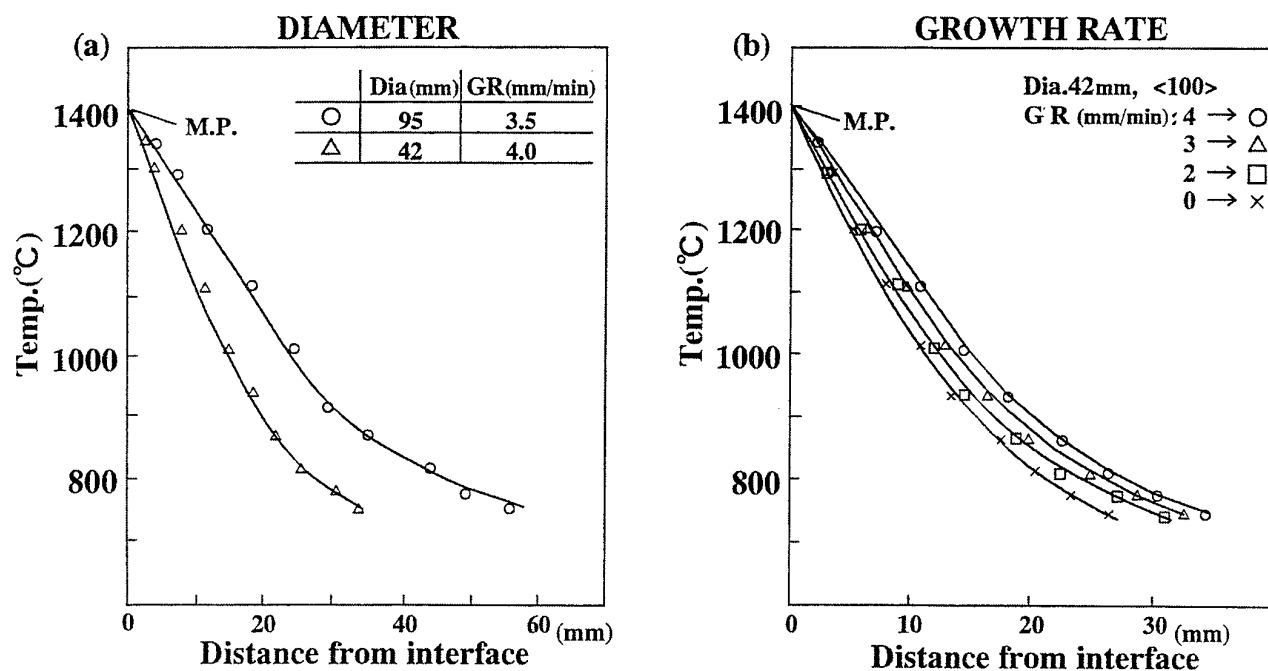 DIAMETER
(a)
Dia(mm) GR(mm/min)
○ 95 3.5
△ 42 4.0
M.P.
1400
1200
1000
800
Temp.(℃)
0 20 40 60 (mm)
Distance from interface
GROWTH RATE
(b)
Dia.42mm, <100>
GR (mm/min): 4 → ○
3 → △
2 → □
0 → ×
M.P.
1400
1200
1000
800
Temp.(℃)
0 10 20 30 (mm)
Distance from interface